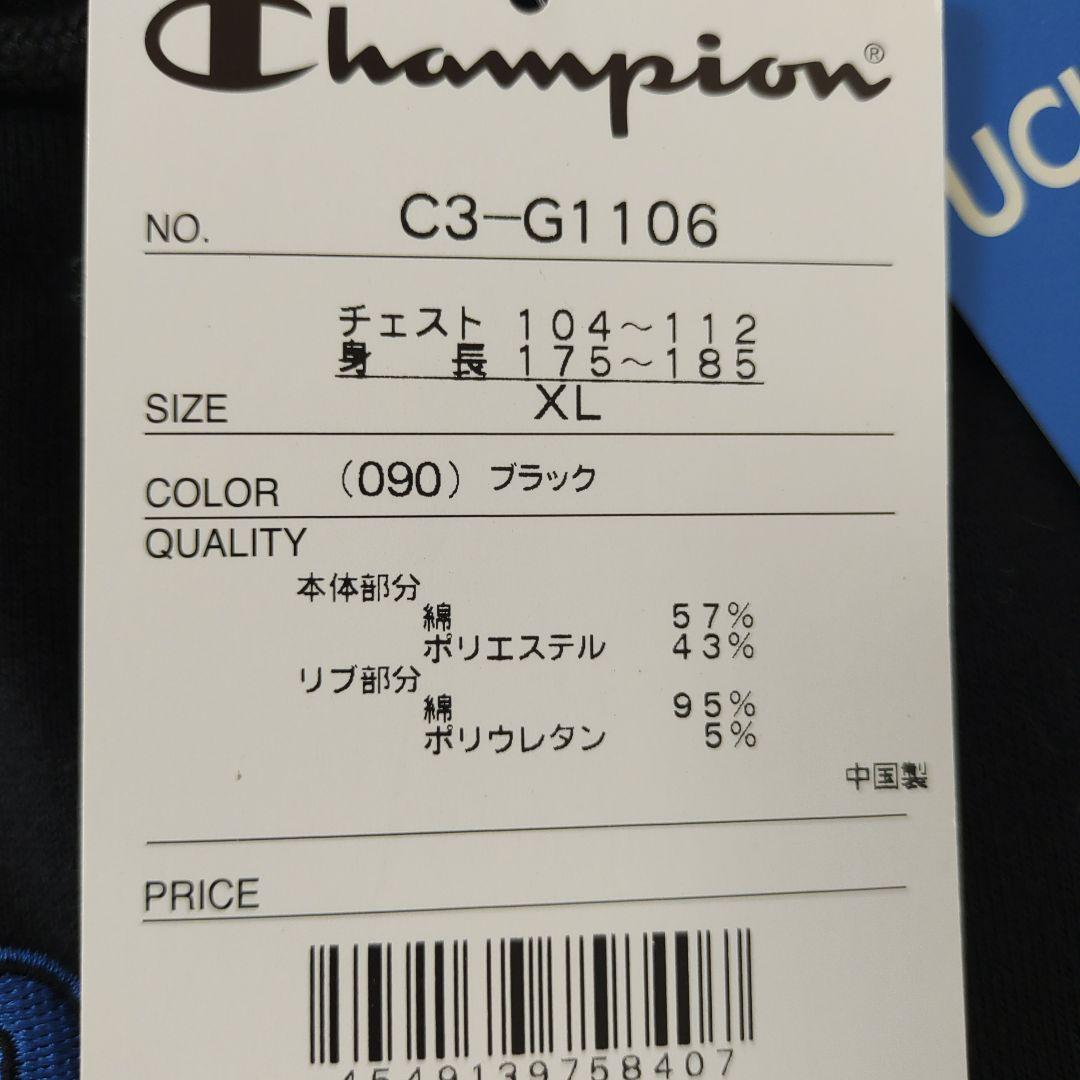 Champion®
NO. C3-G1106
チェスト 104～112
身長 175～185
SIZE XL
COLOR (090) ブラック
QUALITY
本体部分
綿 57%
ポリエステル 43%
リブ部分
綿 95%
ポリウレタン 5%
中国製
PRICE
4549139758407
UC